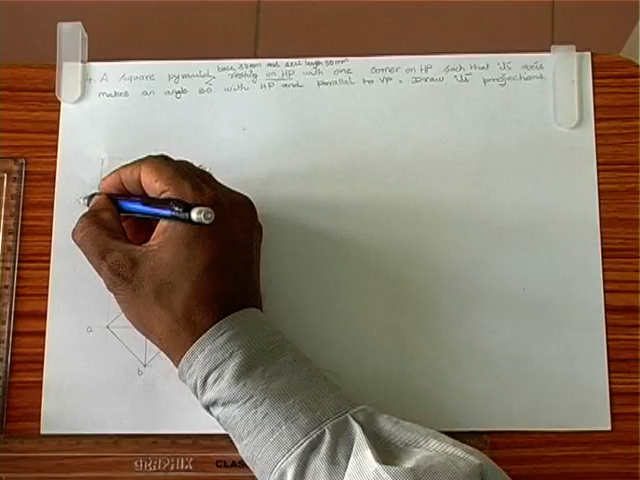 base 30mm and axis length 50mm
4. A square pyramid resting on HP with one corner on HP such that its axis
makes an angle 30 with HP and parallel to VP. Draw its projections
a
b
GRAPHIX CLAS